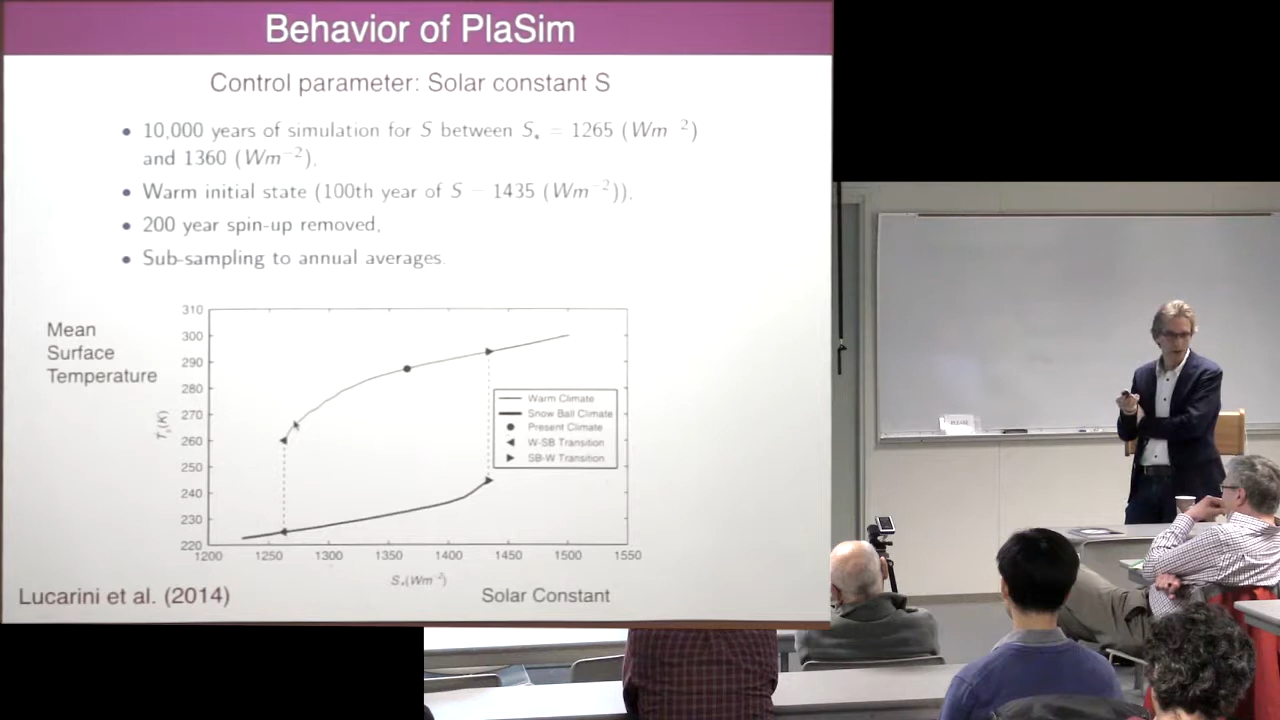 Behavior of PlaSim
Control parameter: Solar constant S
• 10,000 years of simulation for S between S* = 1265 (Wm−2)
and 1360 (Wm−2),
• Warm initial state (100th year of S = 1435 (Wm−2)),
• 200 year spin-up removed,
• Sub-sampling to annual averages.
Mean
Surface
Temperature
Ts(K)
310
300
290
280
270
260
250
240
230
220
1200
1250
1300
1350
1400
1450
1500
1550
Warm Climate
Snow Ball Climate
Present Climate
W-SB Transition
SB-W Transition
S*(Wm−2)
Solar Constant
Lucarini et al. (2014)
PLEASE